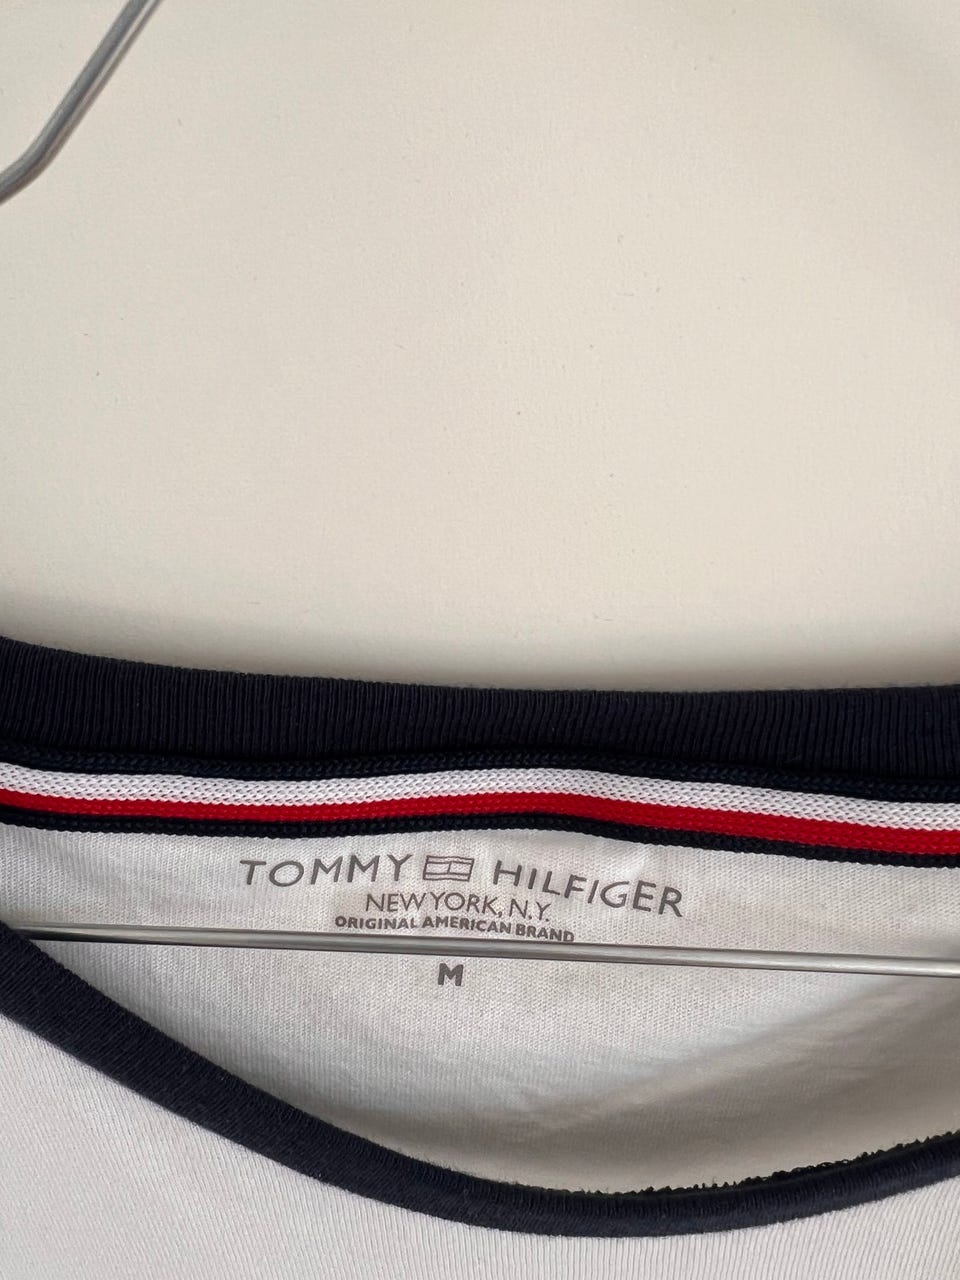 TOMMY HILFIGER
NEW YORK, N.Y.
ORIGINAL AMERICAN BRAND
M